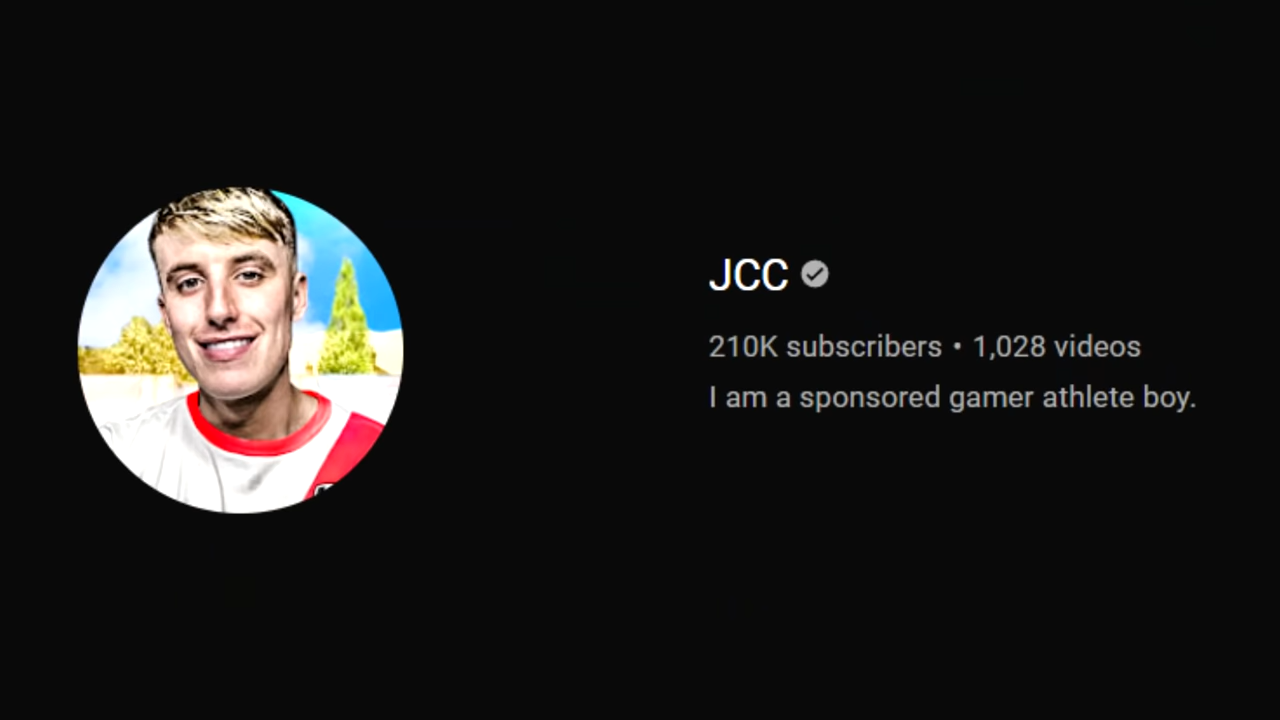 JCC
210K subscribers • 1,028 videos
I am a sponsored gamer athlete boy.